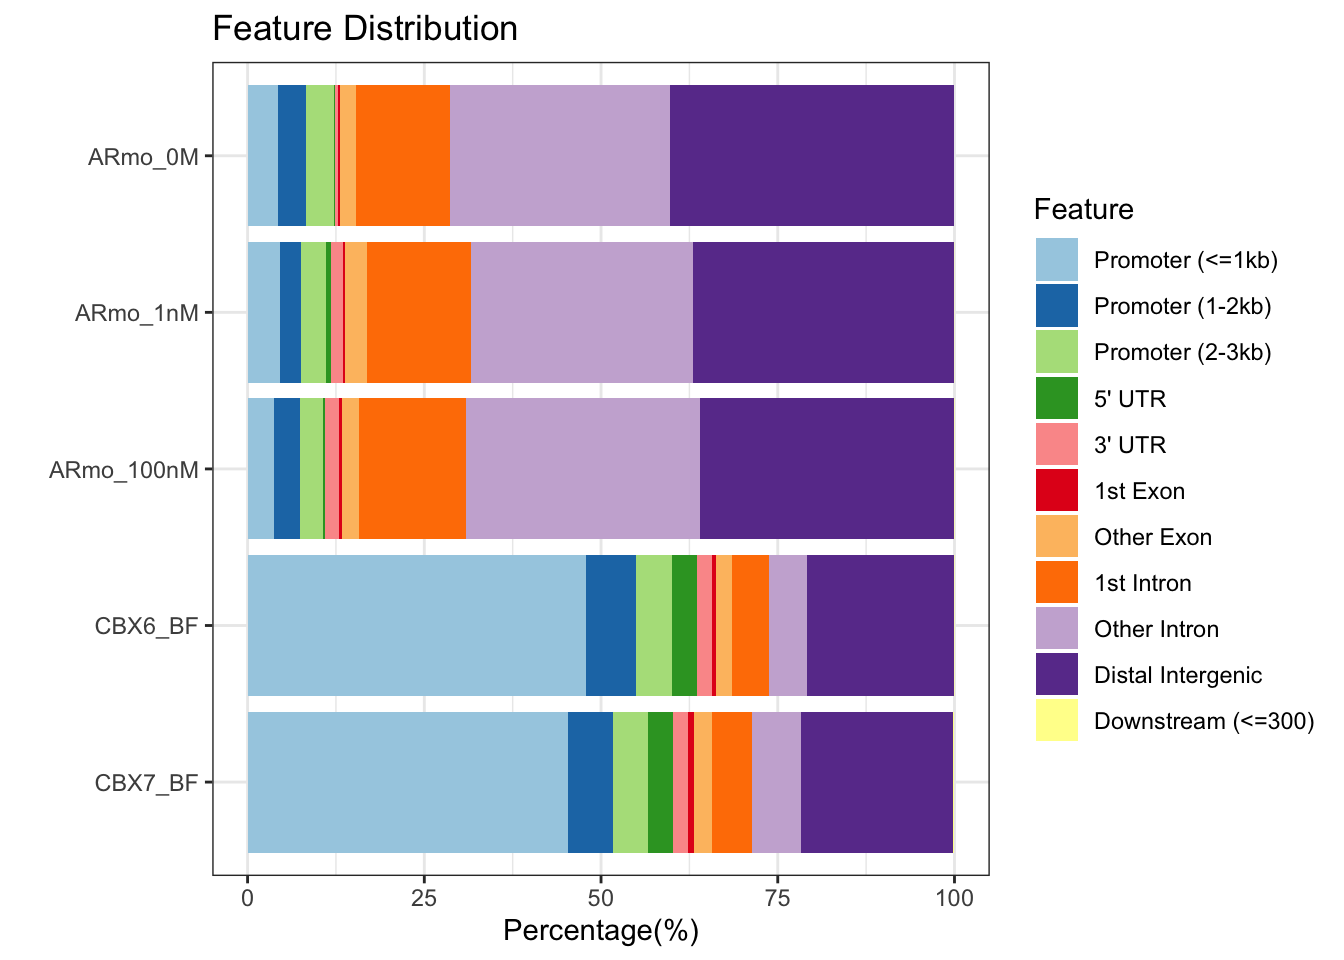 Feature Distribution
ARmo_0M
ARmo_1nM
ARmo_100nM
CBX6_BF
CBX7_BF
0 25 50 75 100
Percentage(%)
Feature
Promoter (<=1kb)
Promoter (1-2kb)
Promoter (2-3kb)
5' UTR
3' UTR
1st Exon
Other Exon
1st Intron
Other Intron
Distal Intergenic
Downstream (<=300)